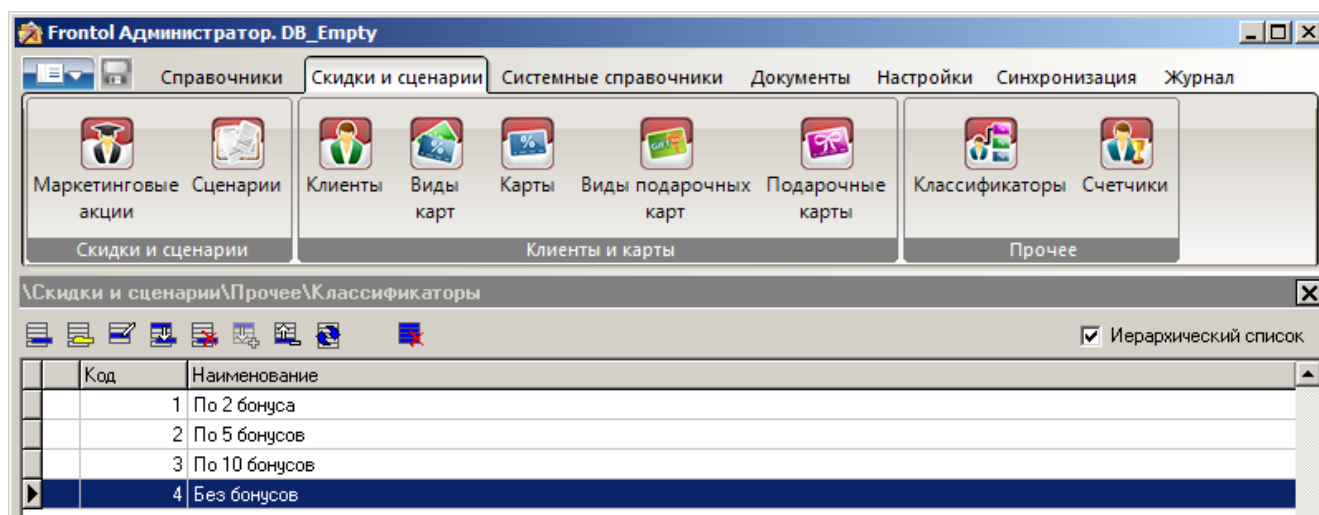 Frontol Администратор. DB_Empty
Справочники Скидки и сценарии Системные справочники Документы Настройки Синхронизация Журнал
Маркетинговые акции Сценарии Клиенты Виды карт Карты Виды подарочных карт Подарочные карты Классификаторы Счетчики
Скидки и сценарии Клиенты и карты Прочее
\Скидки и сценарии\Прочее\Классификаторы
Иерархический список
Код Наименование
1 По 2 бонуса
2 По 5 бонусов
3 По 10 бонусов
4 Без бонусов